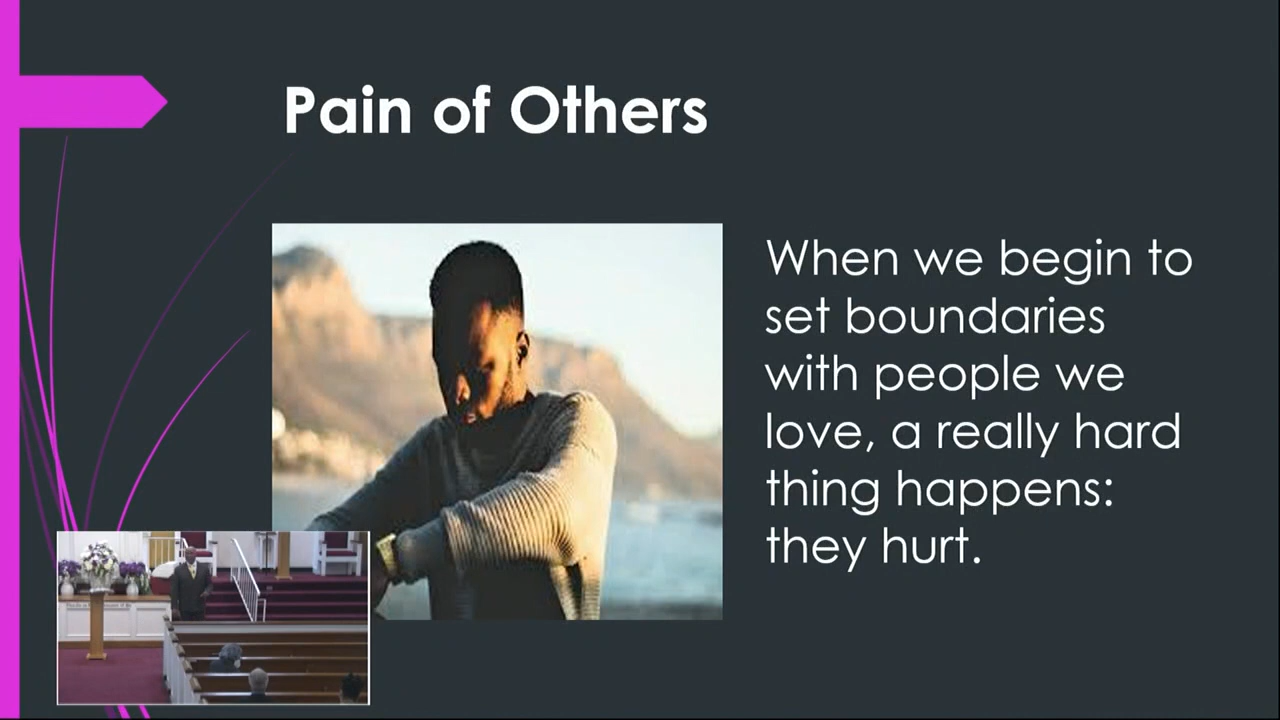 Pain of Others
When we begin to
set boundaries
with people we
love, a really hard
thing happens:
they hurt.